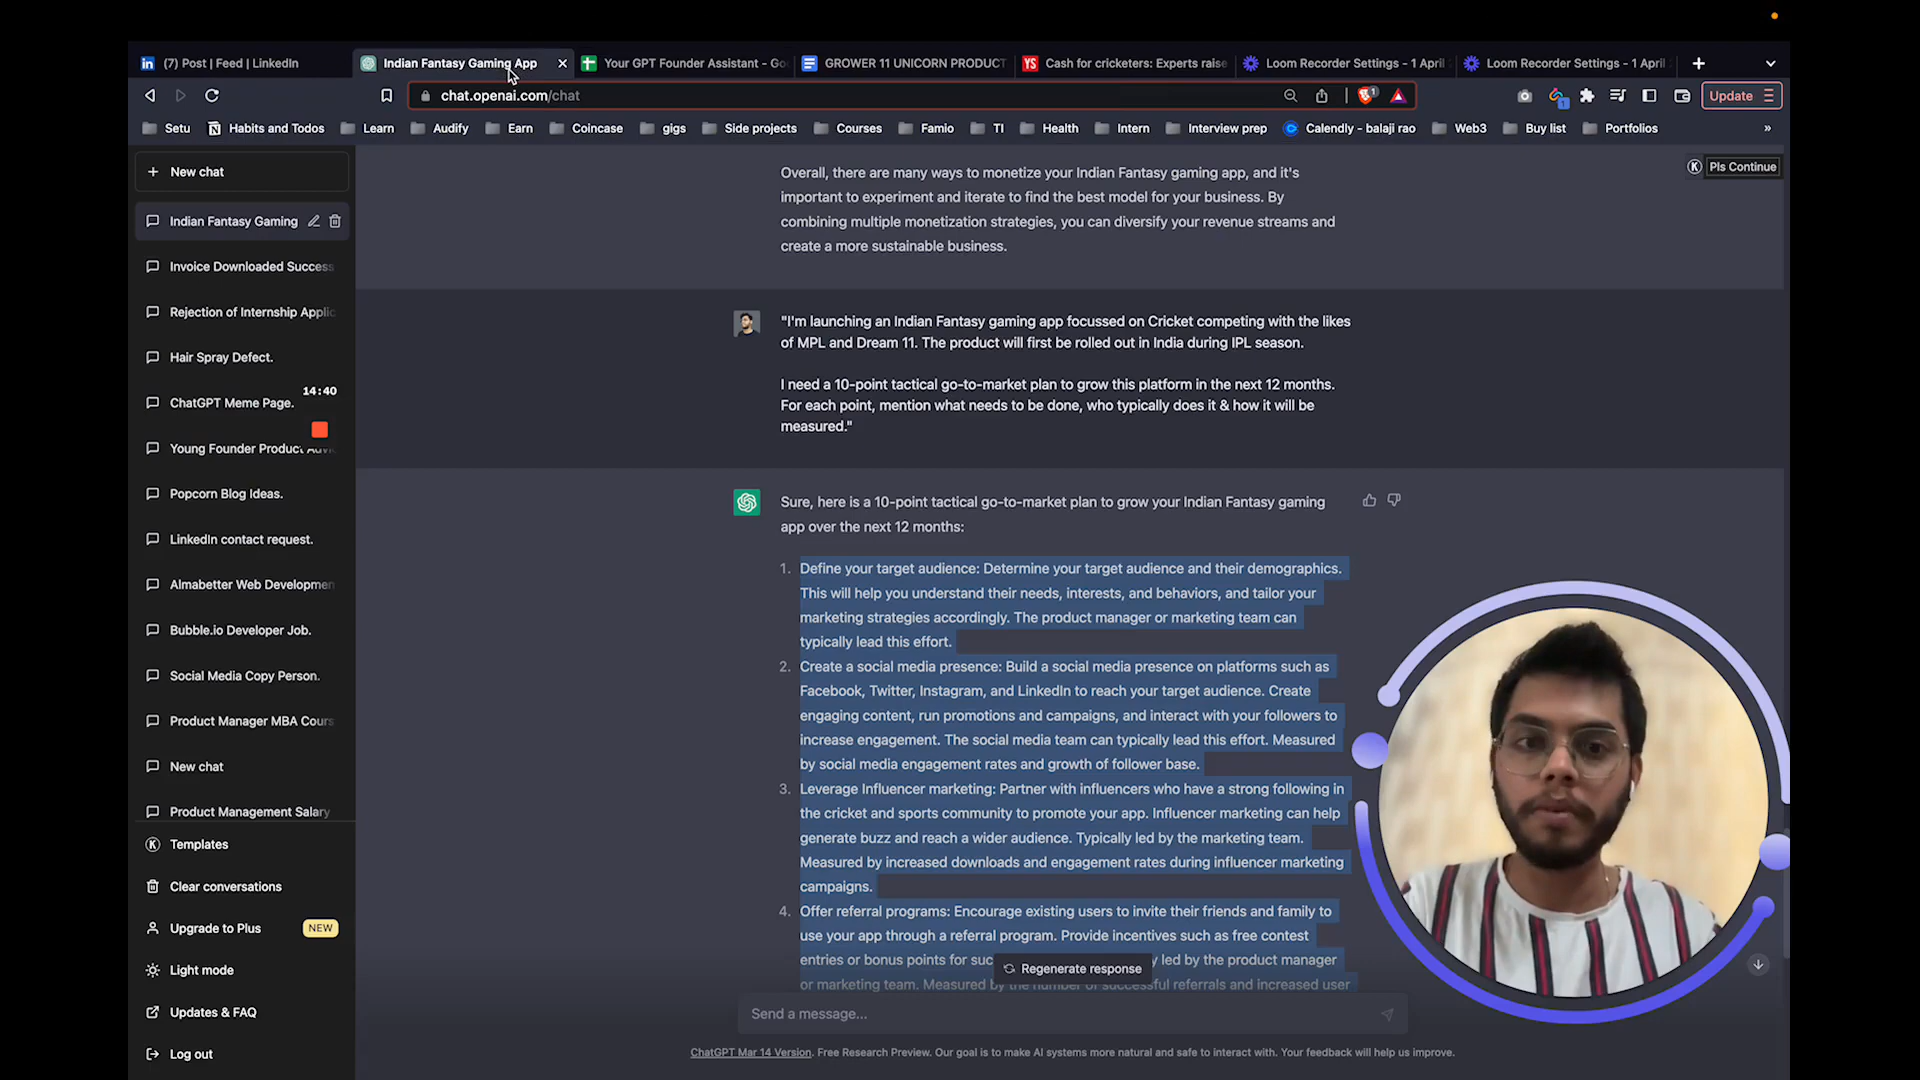 (7) Post | Feed | LinkedIn
Indian Fantasy Gaming App
Your GPT Founder Assistant - Go
GROWER 11 UNICORN PRODUCT
Cash for cricketers: Experts raise
Loom Recorder Settings - 1 April
Loom Recorder Settings - 1 April
chat.openai.com/chat
1
1
Update
Setu
Habits and Todos
Learn
Audify
Earn
Coincase
gigs
Side projects
Courses
Famio
TI
Health
Intern
Interview prep
Calendly - balaji rao
Web3
Buy list
Portfolios
»
+ New chat
Indian Fantasy Gaming
Invoice Downloaded Success
Rejection of Internship Applic
Hair Spray Defect.
14:40
ChatGPT Meme Page.
Young Founder Product
Popcorn Blog Ideas.
LinkedIn contact request.
Almabetter Web Developmen
Bubble.io Developer Job.
Social Media Copy Person.
Product Manager MBA Cours
New chat
Product Management Salary
Templates
Clear conversations
Upgrade to Plus NEW
Light mode
Updates & FAQ
Log out
K Pls Continue
Overall, there are many ways to monetize your Indian Fantasy gaming app, and it's
important to experiment and iterate to find the best model for your business. By
combining multiple monetization strategies, you can diversify your revenue streams and
create a more sustainable business.
"I'm launching an Indian Fantasy gaming app focussed on Cricket competing with the likes
of MPL and Dream 11. The product will first be rolled out in India during IPL season.
I need a 10-point tactical go-to-market plan to grow this platform in the next 12 months.
For each point, mention what needs to be done, who typically does it & how it will be
measured."
Sure, here is a 10-point tactical go-to-market plan to grow your Indian Fantasy gaming
app over the next 12 months:
1. Define your target audience: Determine your target audience and their demographics.
This will help you understand their needs, interests, and behaviors, and tailor your
marketing strategies accordingly. The product manager or marketing team can
typically lead this effort.
2. Create a social media presence: Build a social media presence on platforms such as
Facebook, Twitter, Instagram, and LinkedIn to reach your target audience. Create
engaging content, run promotions and campaigns, and interact with your followers to
increase engagement. The social media team can typically lead this effort. Measured
by social media engagement rates and growth of follower base.
3. Leverage Influencer marketing: Partner with influencers who have a strong following in
the cricket and sports community to promote your app. Influencer marketing can help
generate buzz and reach a wider audience. Typically led by the marketing team.
Measured by increased downloads and engagement rates during influencer marketing
campaigns.
4. Offer referral programs: Encourage existing users to invite their friends and family to
use your app through a referral program. Provide incentives such as free contest
entries or bonus points for suc y led by the product manager
or marketing team. Measured by the number of successful referrals and increased user
Regenerate response
Send a message...
ChatGPT Mar 14 Version. Free Research Preview. Our goal is to make AI systems more natural and safe to interact with. Your feedback will help us improve.